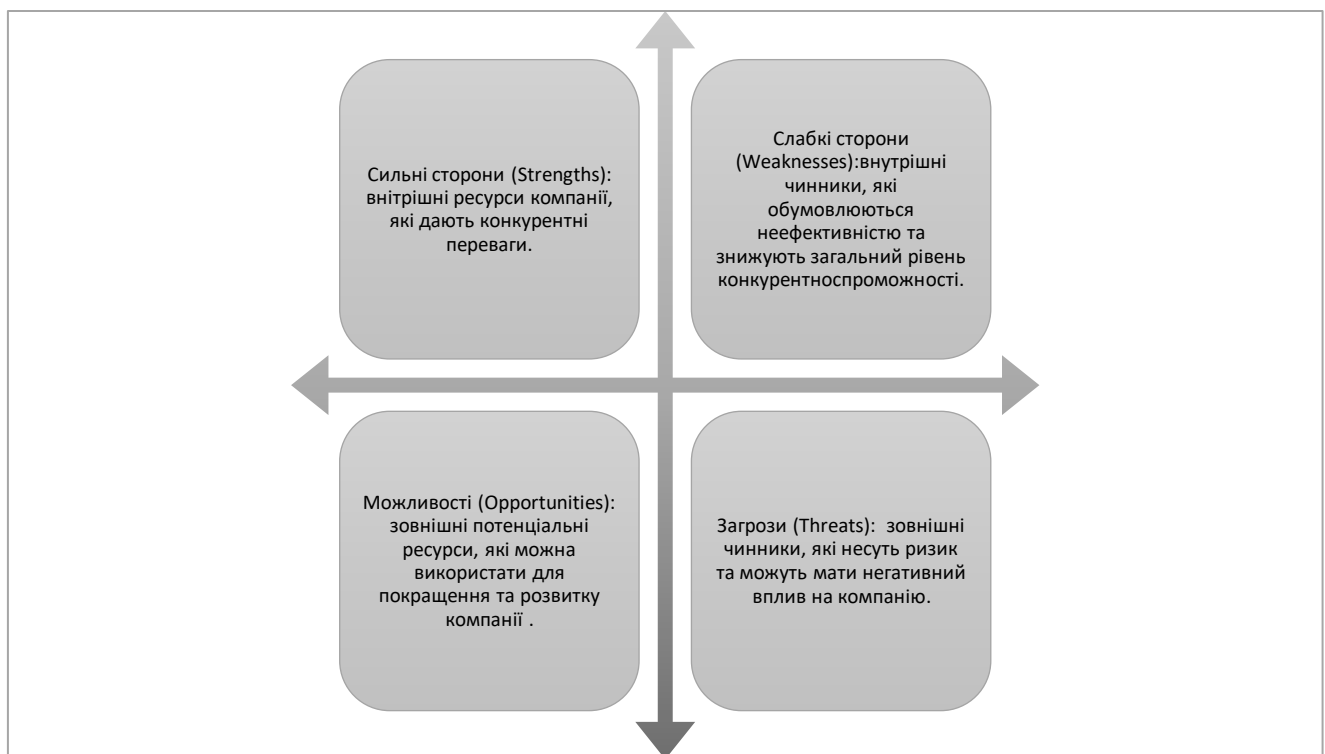 Сильні сторони (Strengths):
внітрішні ресурси компанії,
які дають конкурентні
переваги.
Слабкі сторони
(Weaknesses):внутрішні
чинники, які
обумовлюються
неефективністю та
знижують загальний рівень
конкурентноспроможності.
Можливості (Opportunities):
зовнішні потенціальні
ресурси, які можна
використати для
покращення та розвитку
компанії .
Загрози (Threats):  зовнішні
чинники, які несуть ризик
та можуть мати негативний
вплив на компанію.